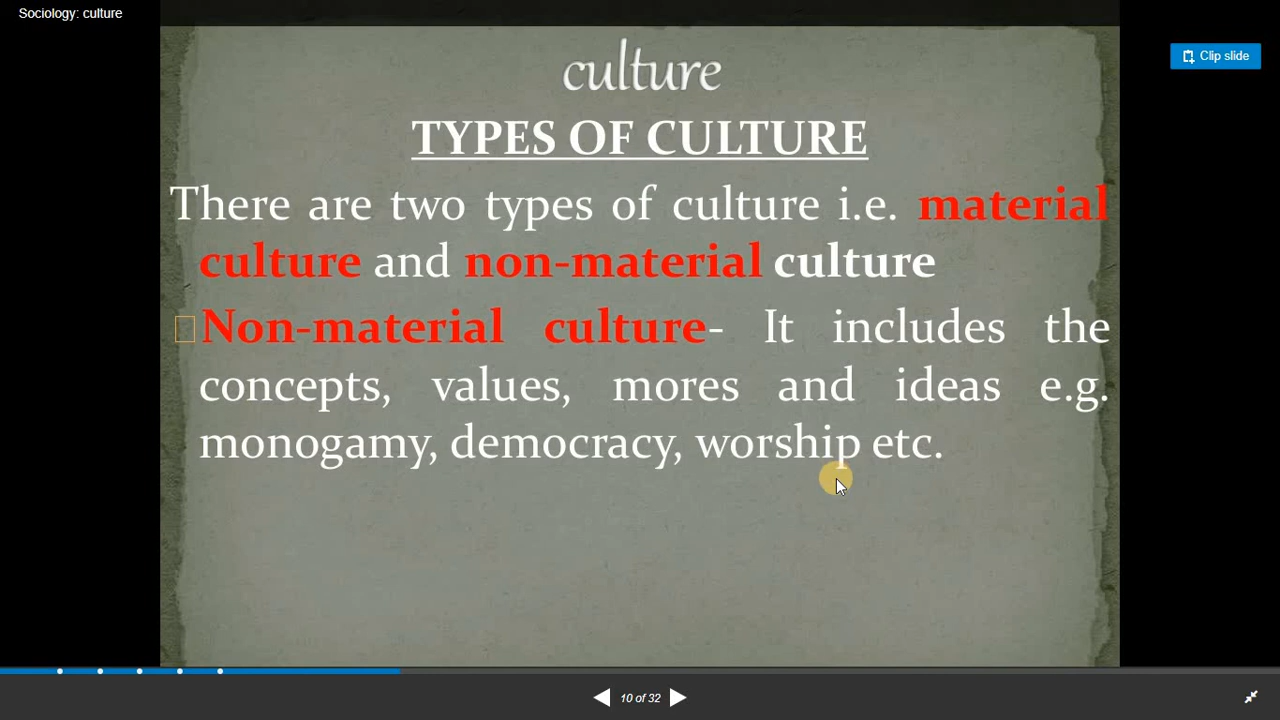 Sociology: culture
Clip slide
culture
TYPES OF CULTURE
There are two types of culture i.e. material
culture and non-material culture
Non-material culture- It includes the
concepts, values, mores and ideas e.g.
monogamy, democracy, worship etc.
10 of 32